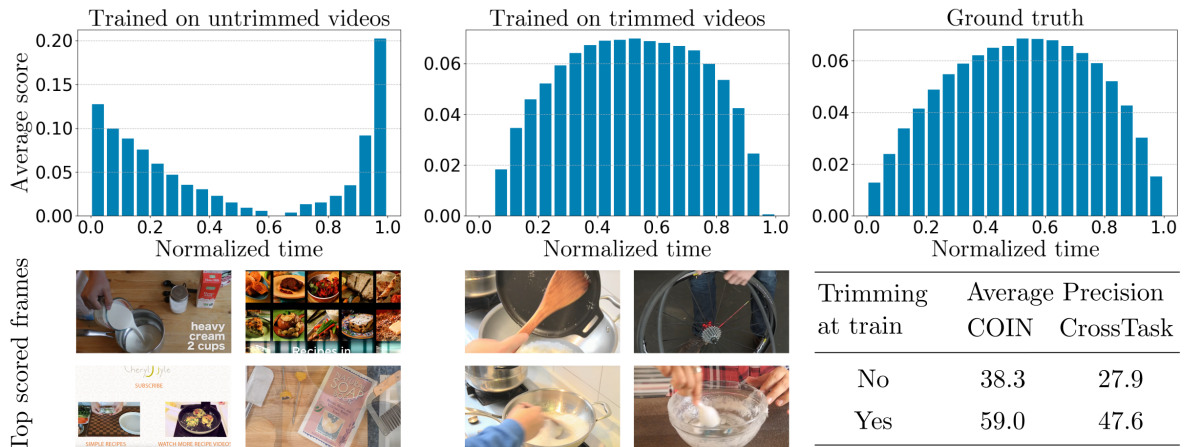 Trained on untrimmed videos
Trained on trimmed videos
Ground truth
Average score
0.20
0.15
0.10
0.05
0.00
0.0 0.2 0.4 0.6 0.8 1.0
Normalized time
0.06
0.04
0.02
0.00
0.0 0.2 0.4 0.6 0.8 1.0
Normalized time
0.06
0.04
0.02
0.00
0.0 0.2 0.4 0.6 0.8 1.0
Normalized time
Top scored frames
heavy
cream
2 cups
Recipes in
SUBSCRIBE
SIMPLE RECIPES
WATCH MORE RECIPE VIDEO
SOAP
Trimming
at train
Average Precision
COIN CrossTask
No 38.3 27.9
Yes 59.0 47.6